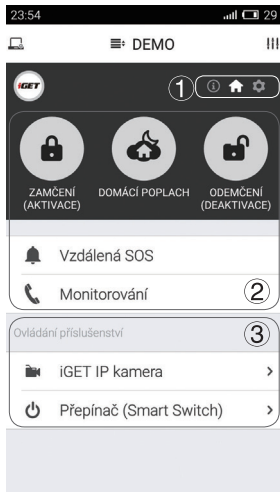 23:54
29
DEMO
iGET
1
ZAMČENÍ
(AKTIVACE)
DOMÁCÍ POPLACH
ODEMČENÍ
(DEAKTIVACE)
Vzdálená SOS
Monitorování
2
Ovládání příslušenství
3
iGET IP kamera
Přepínač (Smart Switch)